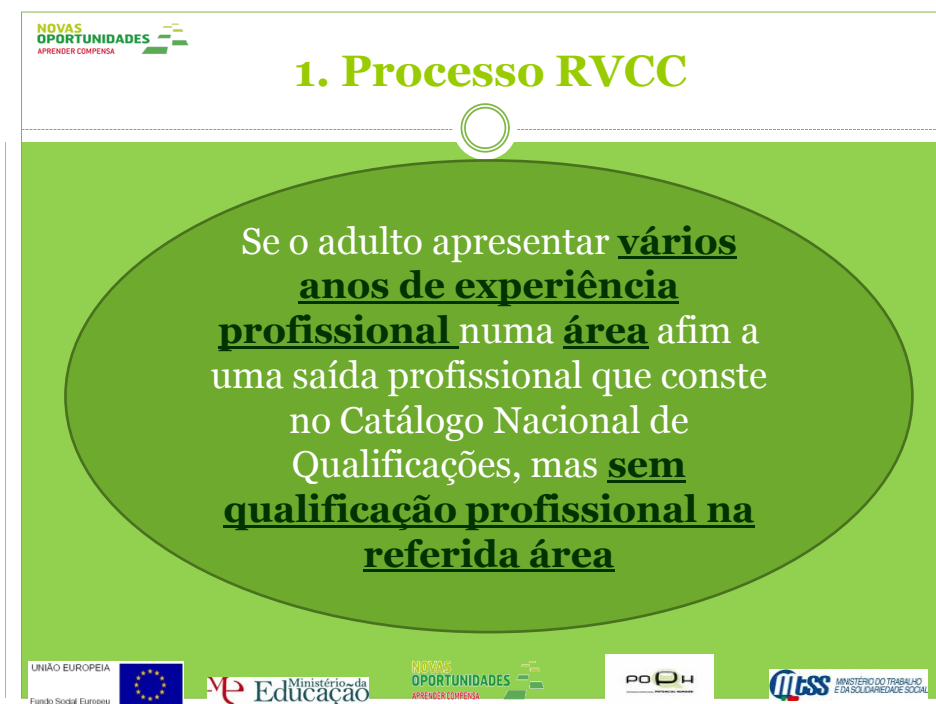 NOVAS
OPORTUNIDADES
APRENDER COMPENSA
1. Processo RVCC
Se o adulto apresentar vários
anos de experiência
profissional numa área afim a
uma saída profissional que conste
no Catálogo Nacional de
Qualificações, mas sem
qualificação profissional na
referida área
UNIÃO EUROPEIA
Fundo Social Europeu
Ministério da
Educação
NOVAS
OPORTUNIDADES
APRENDER COMPENSA
POPH
POTENCIAL HUMANO
mtss
MINISTÉRIO DO TRABALHO
E DA SOLIDARIEDADE SOCIAL